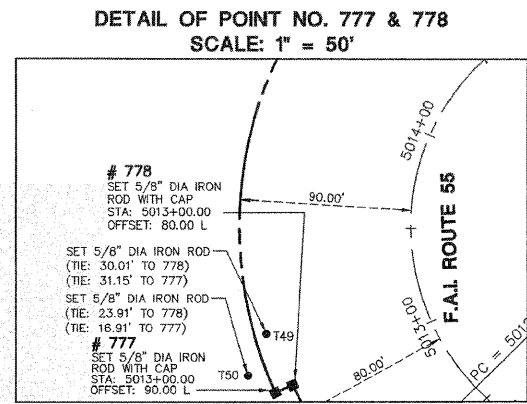 DETAIL OF POINT NO. 777 & 778
SCALE: 1" = 50'
# 778
SET 5/8" DIA IRON
ROD WITH CAP
STA: 5013+00.00
OFFSET: 80.00 L
SET 5/8" DIA IRON ROD
(TIE: 30.01' TO 778)
(TIE: 31.15' TO 777)
SET 5/8" DIA IRON ROD
(TIE: 23.91' TO 778)
(TIE: 16.91' TO 777)
# 777
SET 5/8" DIA IRON
ROD WITH CAP
STA: 5013+00.00
OFFSET: 90.00 L
T49
T50
90.00'
80.00'
5014+00
F.A.I. ROUTE 55
5013+00
PC = 501